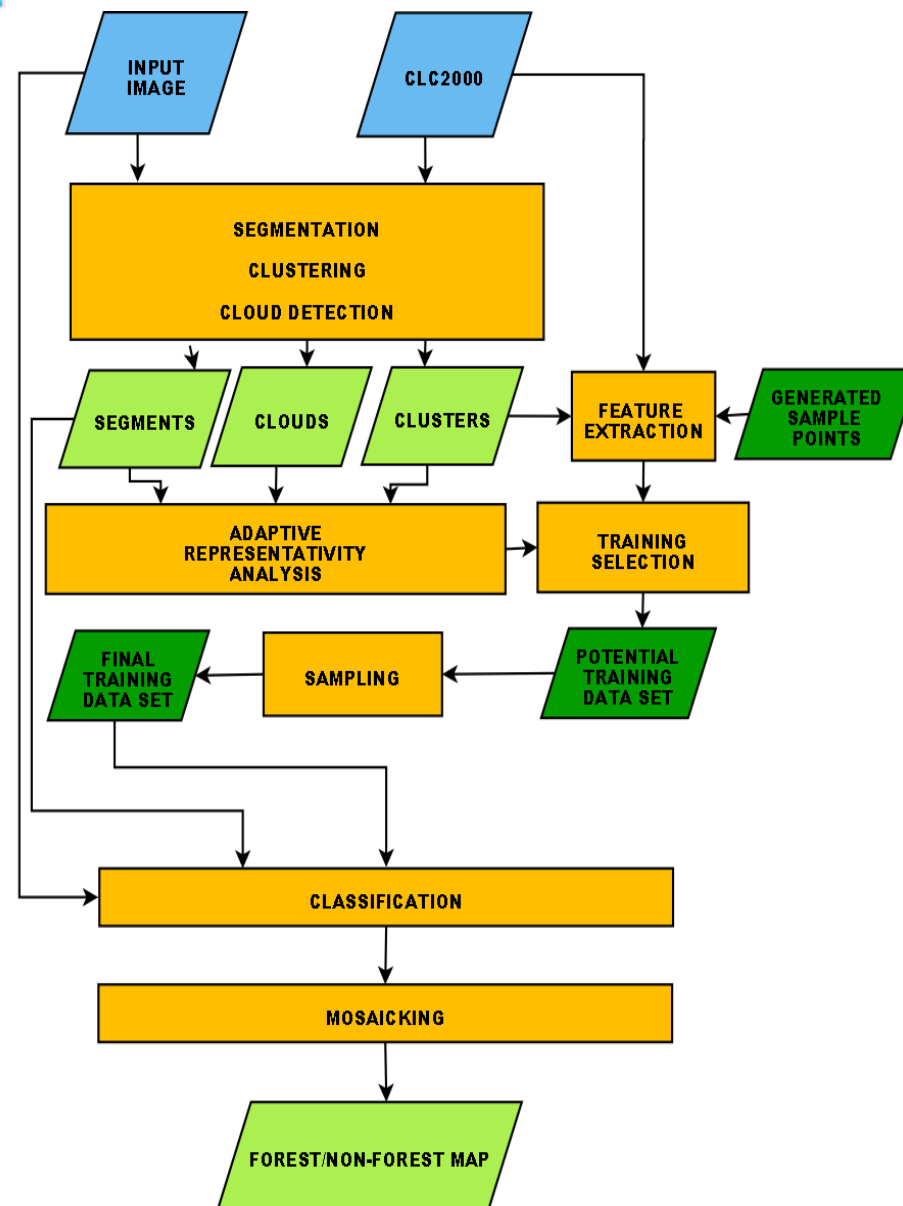 INPUT
IMAGE
CLC2000
SEGMENTATION
CLUSTERING
CLOUD DETECTION
SEGMENTS
CLOUDS
CLUSTERS
FEATURE
EXTRACTION
GENERATED
SAMPLE
POINTS
ADAPTIVE
REPRESENTATIVITY
ANALYSIS
TRAINING
SELECTION
FINAL
TRAINING
DATA SET
SAMPLING
POTENTIAL
TRAINING
DATA SET
CLASSIFICATION
MOSAICKING
FOREST/NON-FOREST MAP